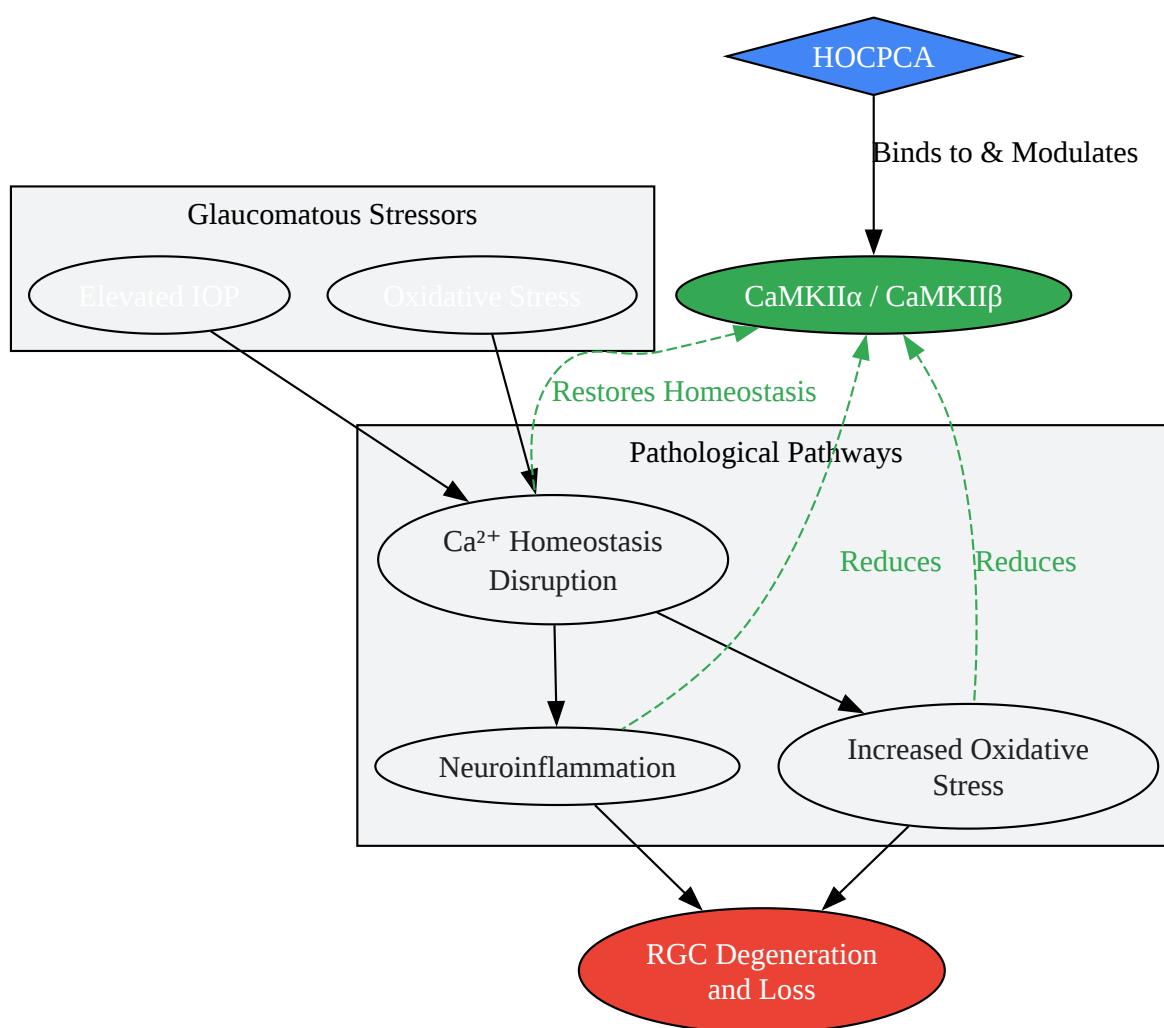 HOCPCA
Binds to & Modulates
Glaucomatous Stressors
Elevated IOP
Oxidative Stress
CaMKIIα / CaMKIIβ
Restores Homeostasis
Pathological Pathways
Ca²⁺ Homeostasis
Disruption
Reduces
Reduces
Neuroinflammation
Increased Oxidative
Stress
RGC Degeneration
and Loss